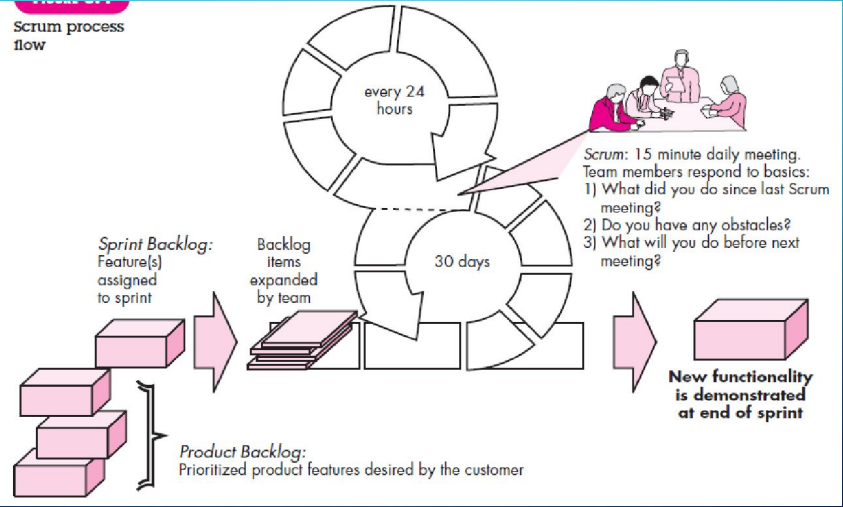 Scrum process
flow
every 24
hours
Scrum: 15 minute daily meeting.
Team members respond to basics:
1) What did you do since last Scrum
meeting?
2) Do you have any obstacles?
3) What will you do before next
meeting?
Sprint Backlog:
Feature(s)
assigned
to sprint
Backlog
items
expanded
by team
30 days
New functionality
is demonstrated
at end of sprint
Product Backlog:
Prioritized product features desired by the customer